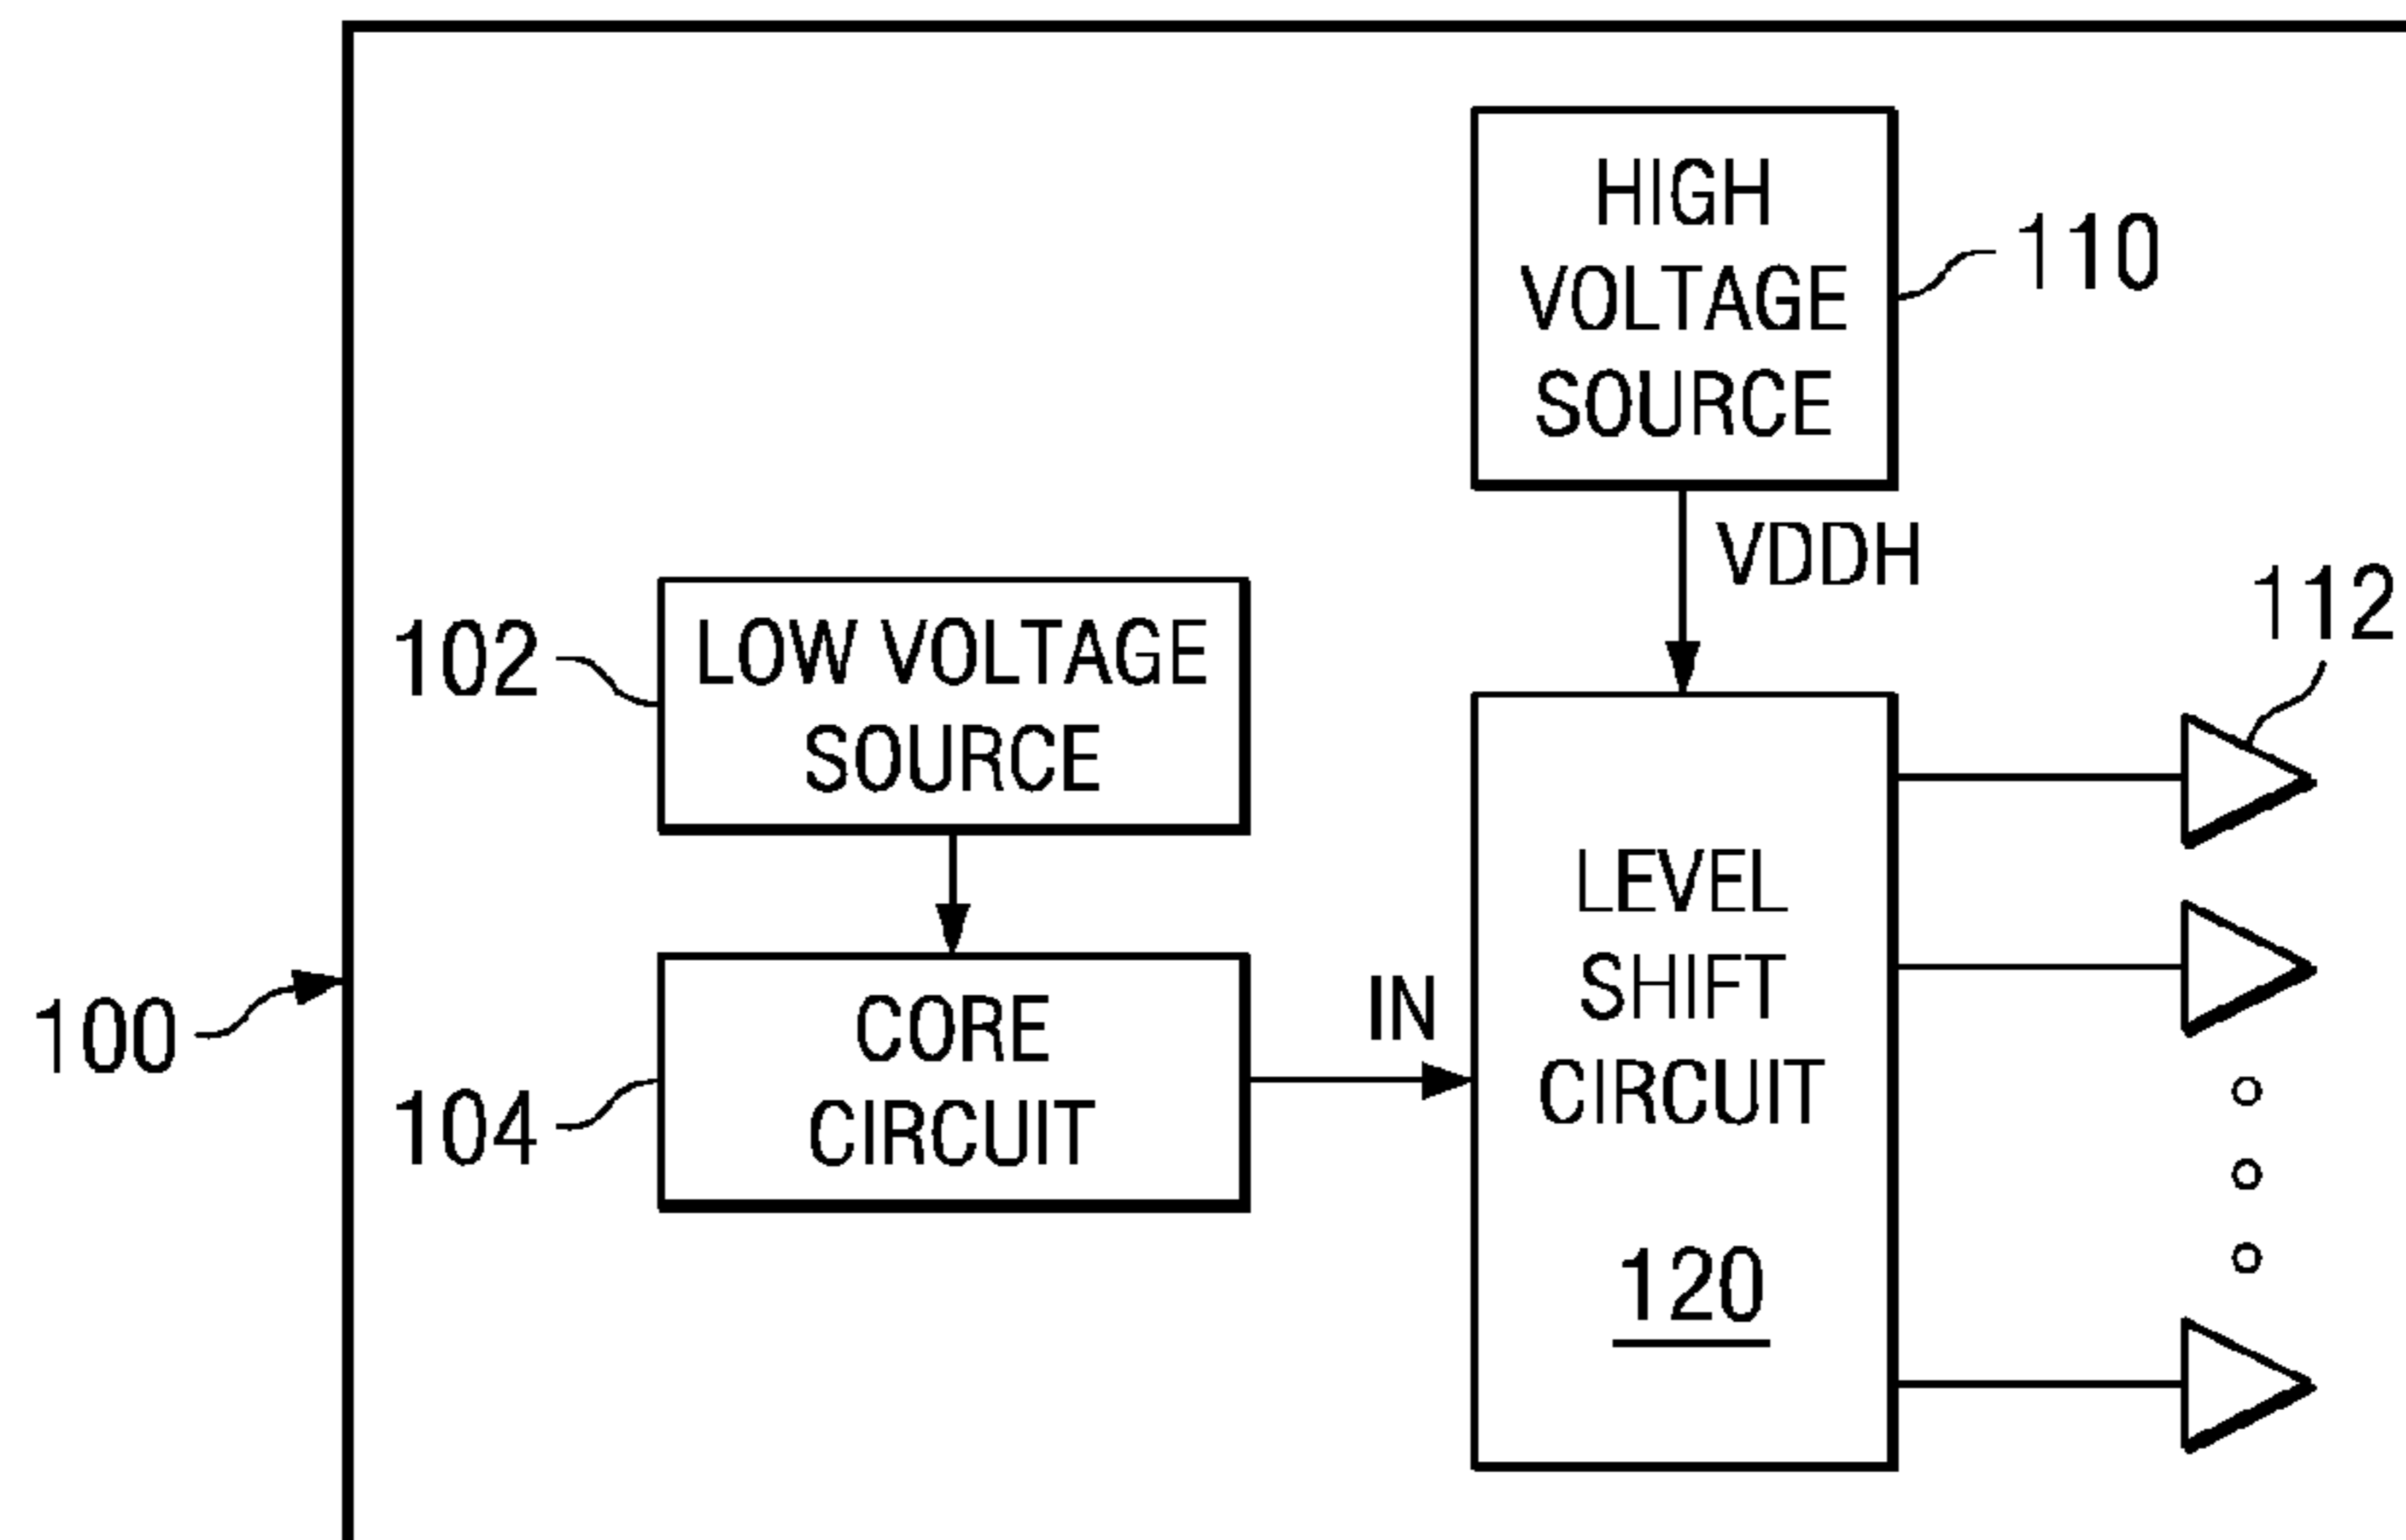 HIGH
VOLTAGE
SOURCE
110
VDDH
112
102
LOW VOLTAGE
SOURCE
100
104
CORE
CIRCUIT
IN
LEVEL
SHIFT
CIRCUIT
120